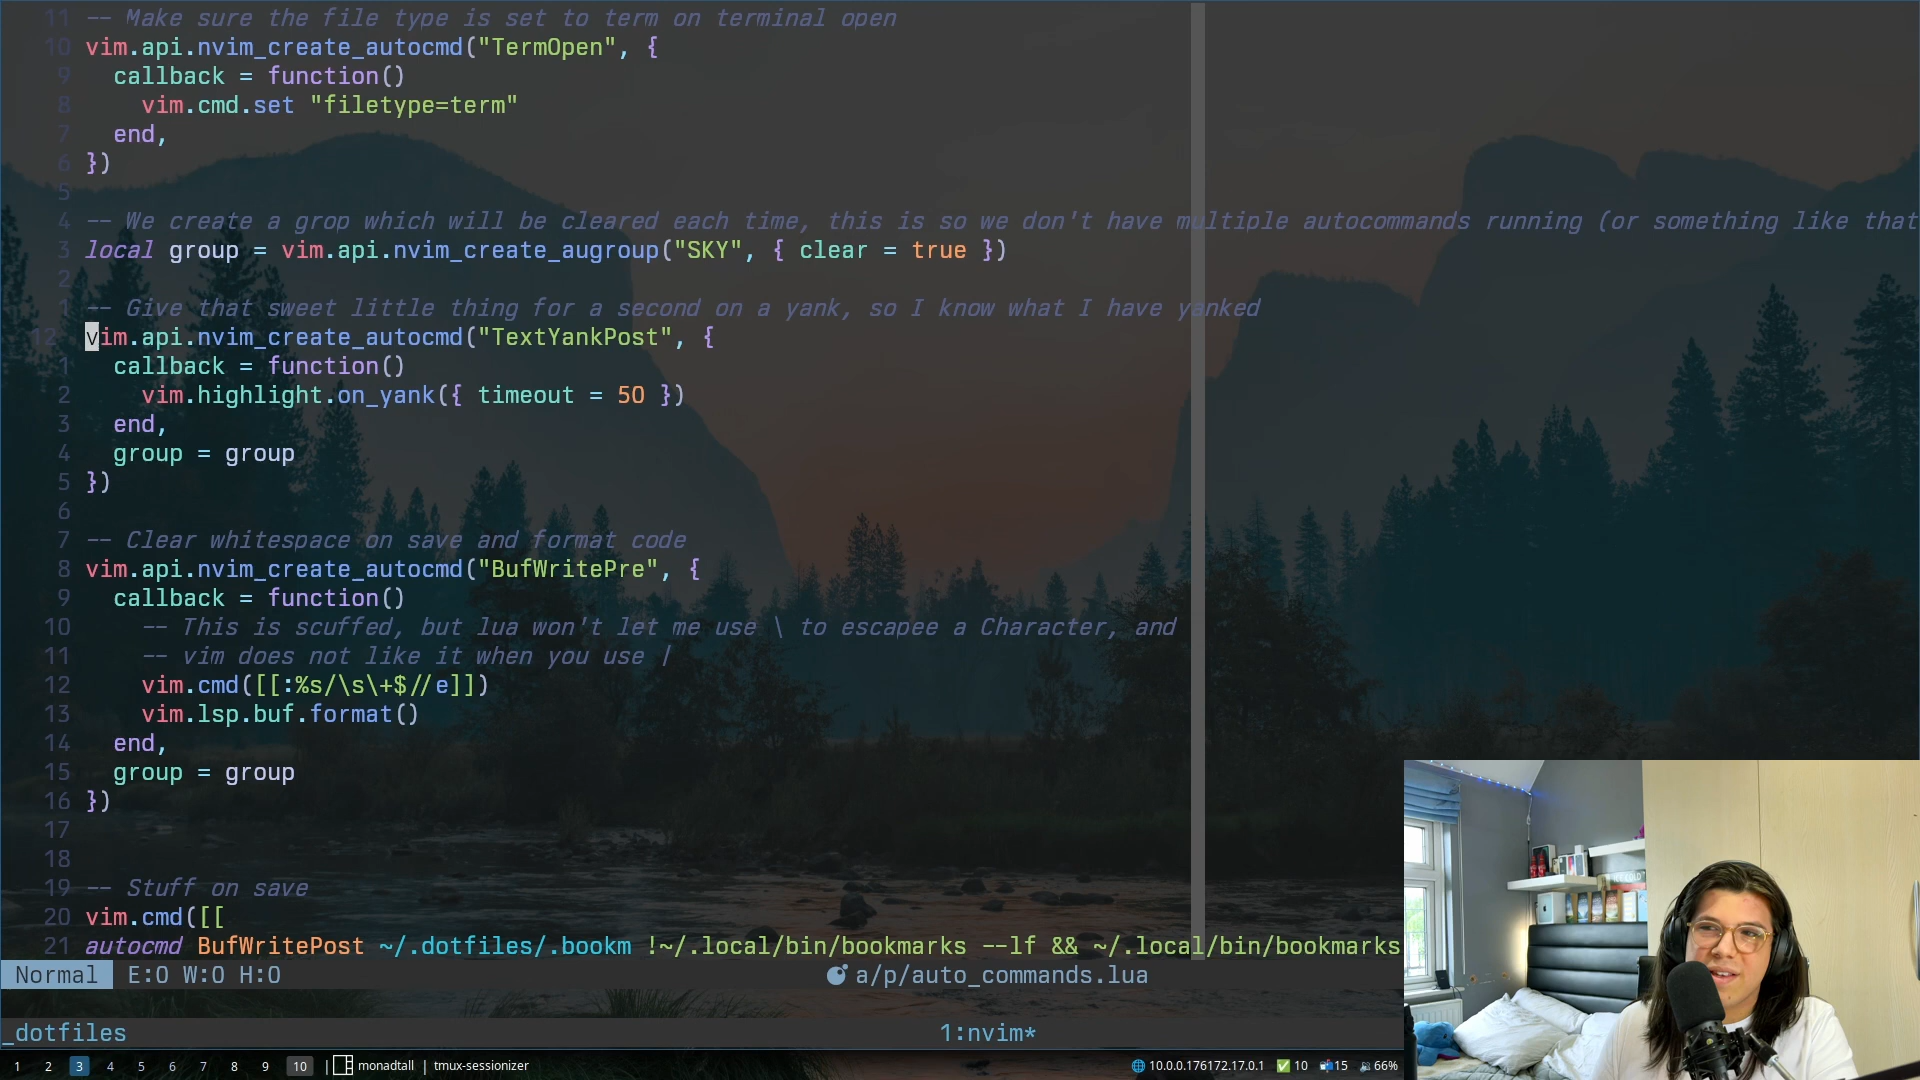 11 -- Make sure the file type is set to term on terminal open
10 vim.api.nvim_create_autocmd("TermOpen", {
9 callback = function()
8 vim.cmd.set "filetype=term"
7 end,
6 })
5
4 -- We create a grop which will be cleared each time, this is so we don't have multiple autocommands running (or something like that
3 local group = vim.api.nvim_create_augroup("SKY", { clear = true })
2
1 -- Give that sweet little thing for a second on a yank, so I know what I have yanked
12 vim.api.nvim_create_autocmd("TextYankPost", {
1 callback = function()
2 vim.highlight.on_yank({ timeout = 50 })
3 end,
4 group = group
5 })
6
7 -- Clear whitespace on save and format code
8 vim.api.nvim_create_autocmd("BufWritePre", {
9 callback = function()
10 -- This is scuffed, but lua won't let me use \ to escapee a Character, and
11 -- vim does not like it when you use |
12 vim.cmd([[:%s/\s\+$//e]])
13 vim.lsp.buf.format()
14 end,
15 group = group
16 })
17
18
19 -- Stuff on save
20 vim.cmd([[
21 autocmd BufWritePost ~/.dotfiles/.bookm !~/.local/bin/bookmarks --lf && ~/.local/bin/bookmarks
Normal E:0 W:0 H:0 a/p/auto_commands.lua
_dotfiles 1:nvim*
1 2 3 4 5 6 7 8 9 10 | monadtall | tmux-sessionizer 10.0.0.176172.17.0.1 ✅ 10 15 66%